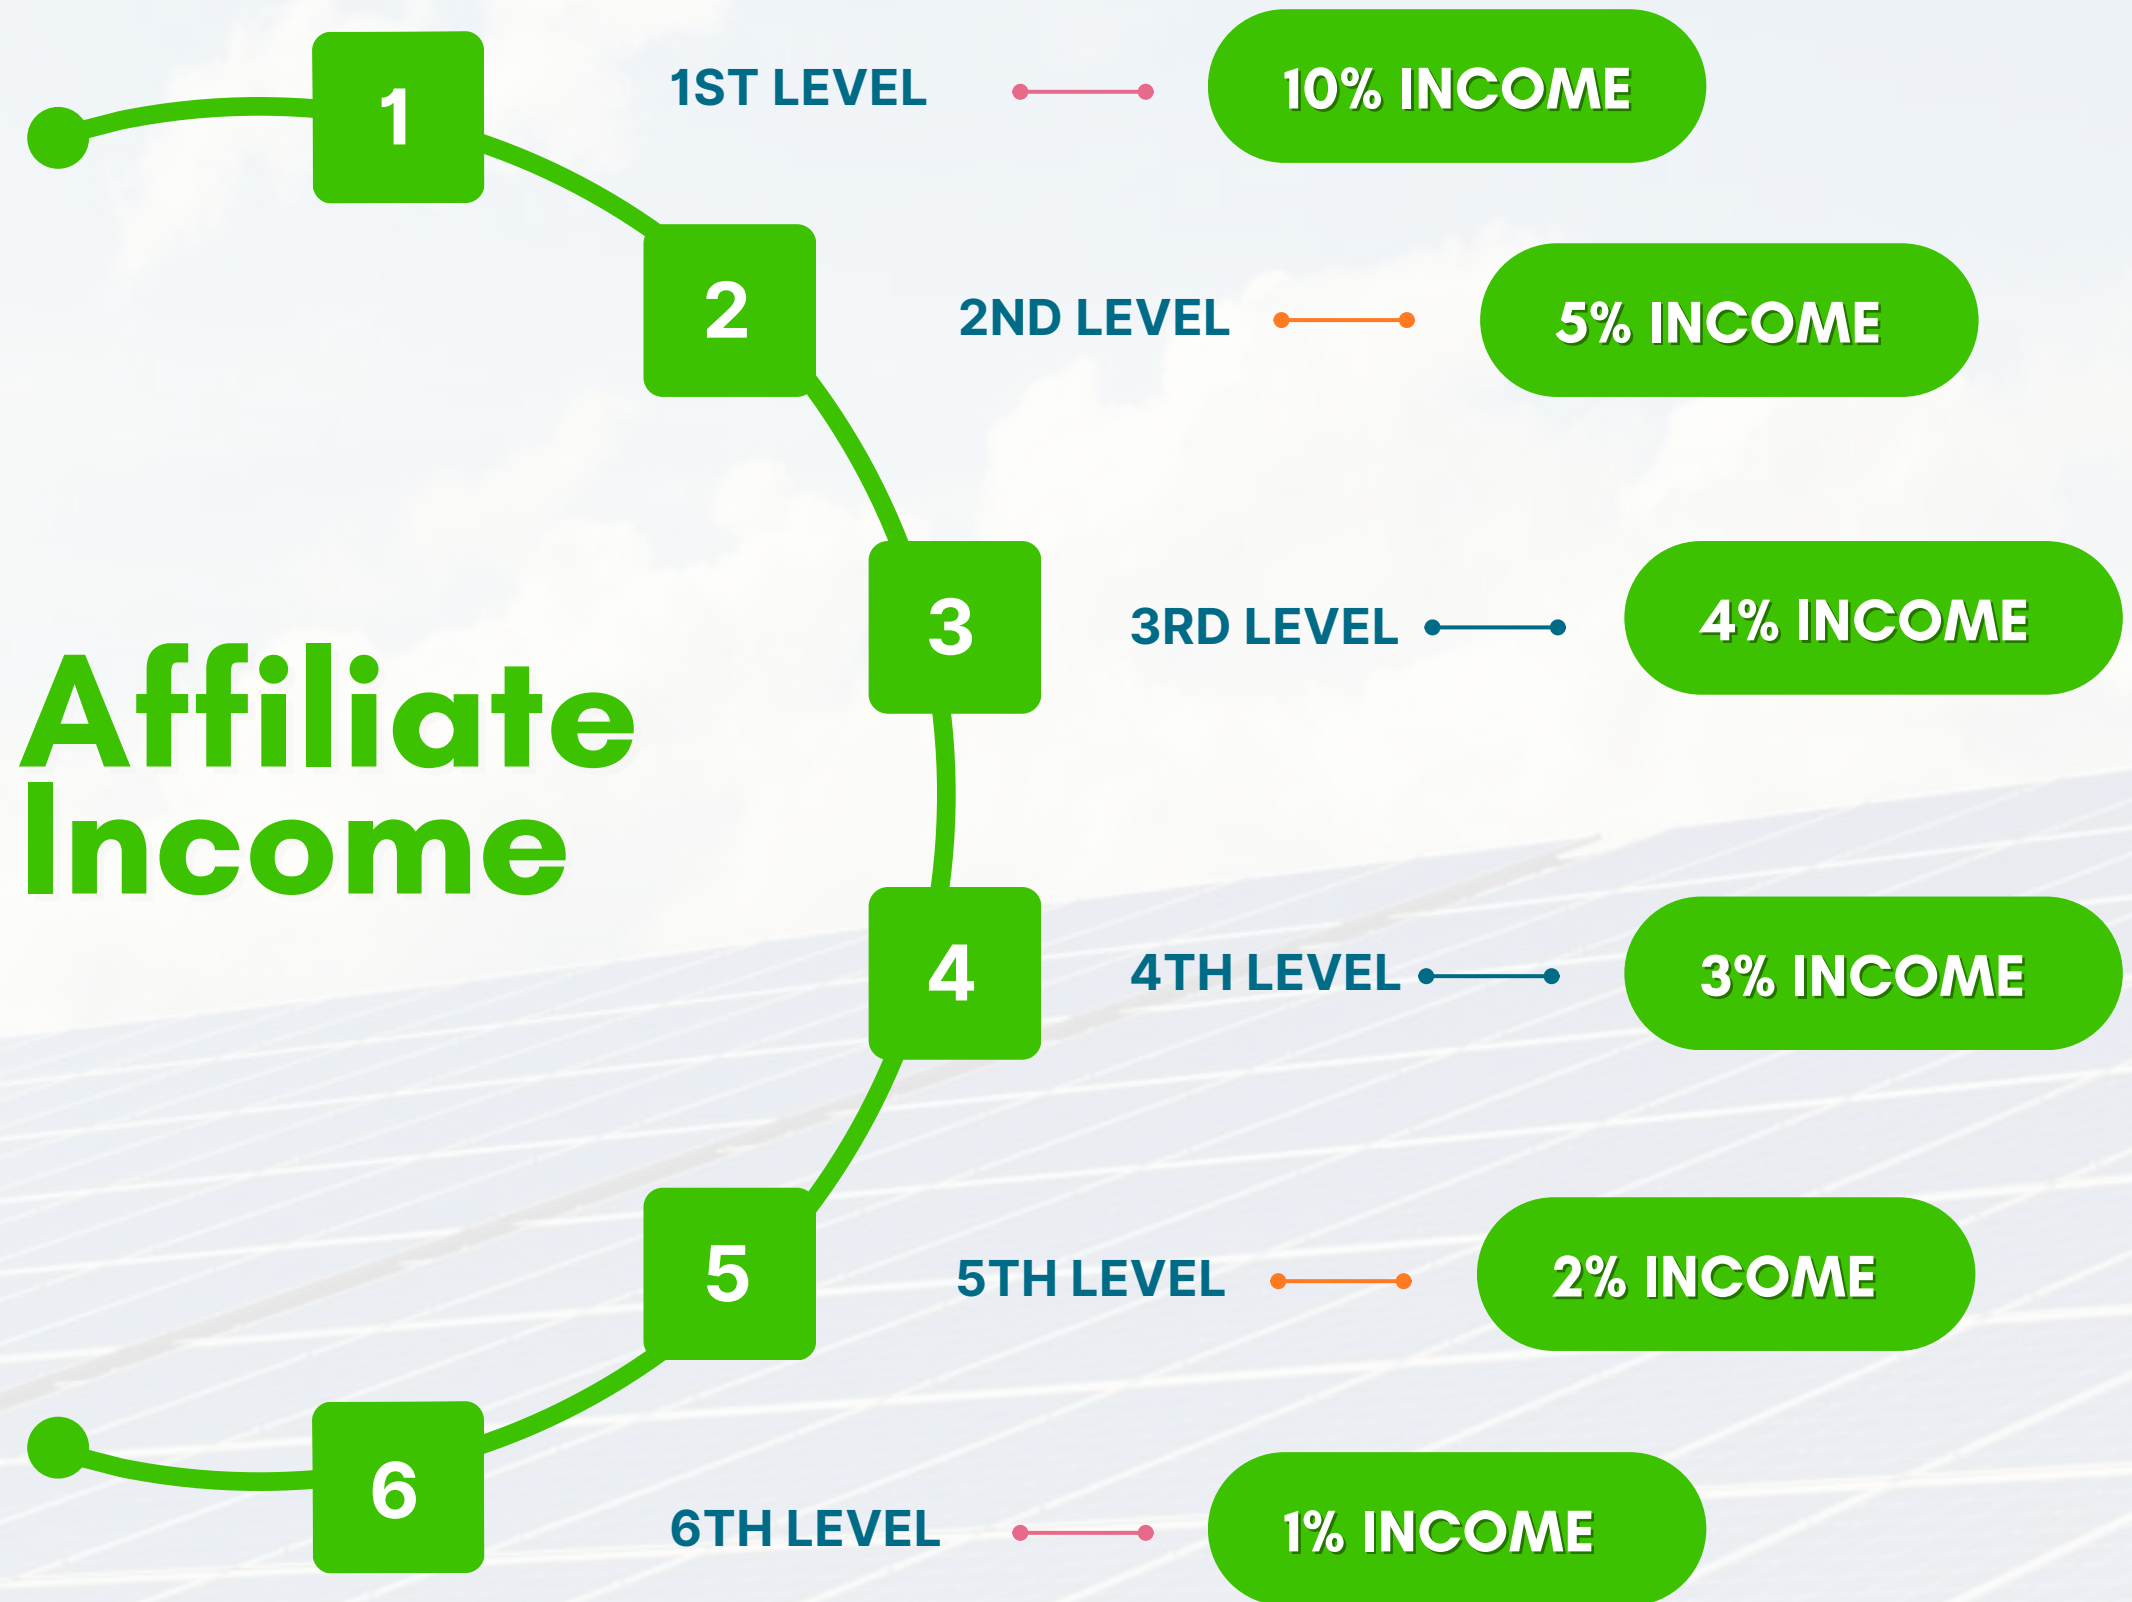 1
1ST LEVEL
10% INCOME
2
2ND LEVEL
5% INCOME
3
3RD LEVEL
4% INCOME
Affiliate
Income
4
4TH LEVEL
3% INCOME
5
5TH LEVEL
2% INCOME
6
6TH LEVEL
1% INCOME